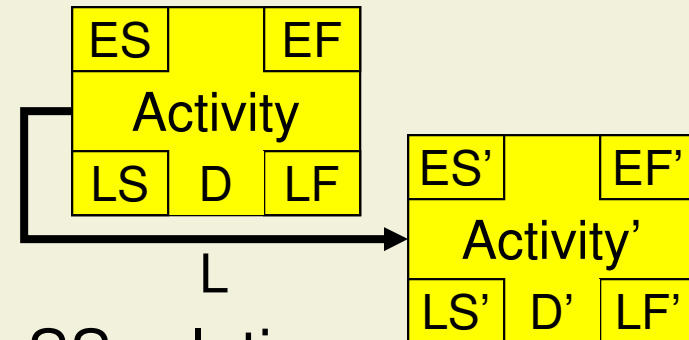 ES EF
Activity
LS D LF
ES’ EF’
Activity’
L
LS’ D’ LF’